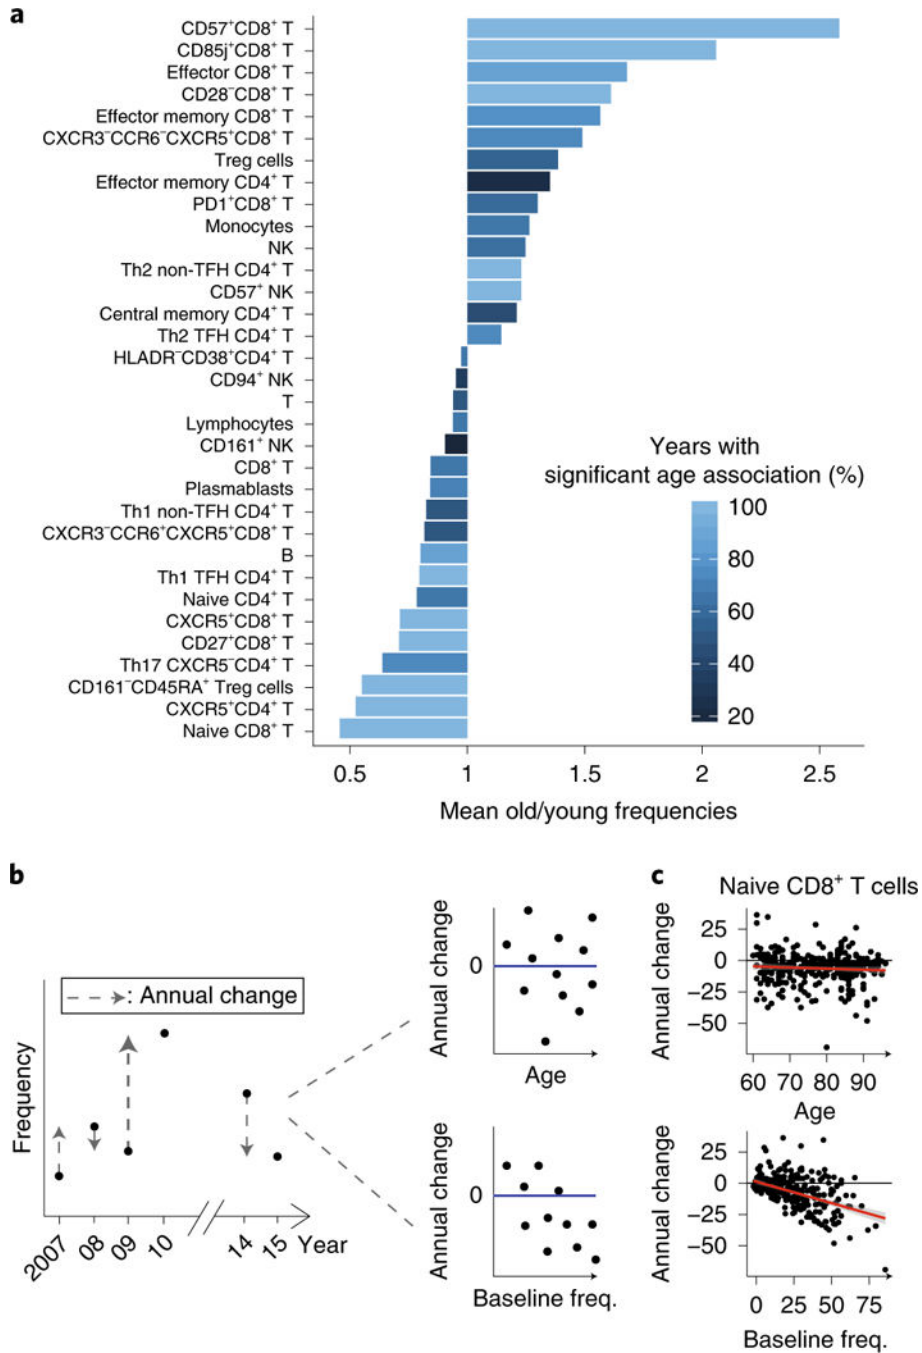 a
CD57⁺CD8⁺ T
CD85j⁺CD8⁺ T
Effector CD8⁺ T
CD28⁻CD8⁺ T
Effector memory CD8⁺ T
CXCR3⁻CCR6⁻CXCR5⁺CD8⁺ T
Treg cells
Effector memory CD4⁺ T
PD1⁺CD8⁺ T
Monocytes
NK
Th2 non-TFH CD4⁺ T
CD57⁺ NK
Central memory CD4⁺ T
Th2 TFH CD4⁺ T
HLADR⁻CD38⁺CD4⁺ T
CD94⁺ NK
T
Lymphocytes
CD161⁺ NK
CD8⁺ T
Plasmablasts
Th1 non-TFH CD4⁺ T
CXCR3⁻CCR6⁺CXCR5⁺CD8⁺ T
B
Th1 TFH CD4⁺ T
Naive CD4⁺ T
CXCR5⁺CD8⁺ T
CD27⁺CD8⁺ T
Th17 CXCR5⁻CD4⁺ T
CD161⁻CD45RA⁺ Treg cells
CXCR5⁺CD4⁺ T
Naive CD8⁺ T
0.5 1 1.5 2 2.5
Mean old/young frequencies
Years with
significant age association (%)
100
80
60
40
20
b
Frequency
: Annual change
2007 08 09 10 14 15 Year
Annual change
0
Age
Annual change
0
Baseline freq.
c
Naive CD8⁺ T cells
Annual change
25
0
−25
−50
60 70 80 90
Age
Annual change
25
0
−25
−50
0 25 50 75
Baseline freq.